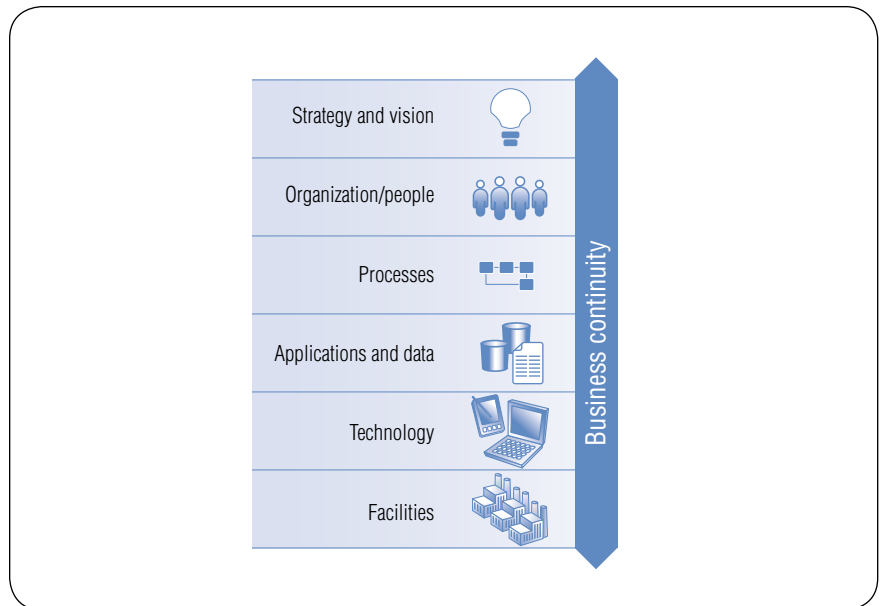 Strategy and vision
Organization/people
Processes
Applications and data
Technology
Facilities
Business continuity